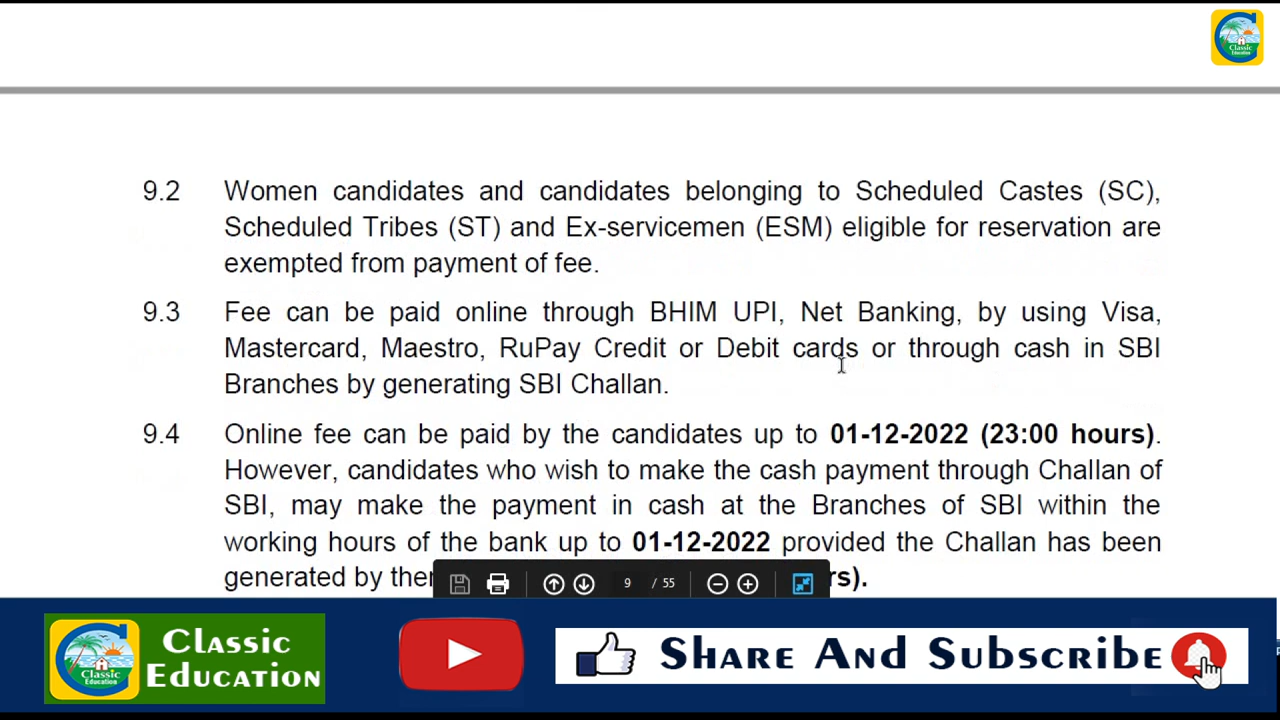 Classic
Education
9.2 Women candidates and candidates belonging to Scheduled Castes (SC),
Scheduled Tribes (ST) and Ex-servicemen (ESM) eligible for reservation are
exempted from payment of fee.
9.3 Fee can be paid online through BHIM UPI, Net Banking, by using Visa,
Mastercard, Maestro, RuPay Credit or Debit cards or through cash in SBI
Branches by generating SBI Challan.
9.4 Online fee can be paid by the candidates up to 01-12-2022 (23:00 hours).
However, candidates who wish to make the cash payment through Challan of
SBI, may make the payment in cash at the Branches of SBI within the
working hours of the bank up to 01-12-2022 provided the Challan has been
generated by
rs).
9 / 55
Classic
Education
Classic
Education
Share And Subscribe